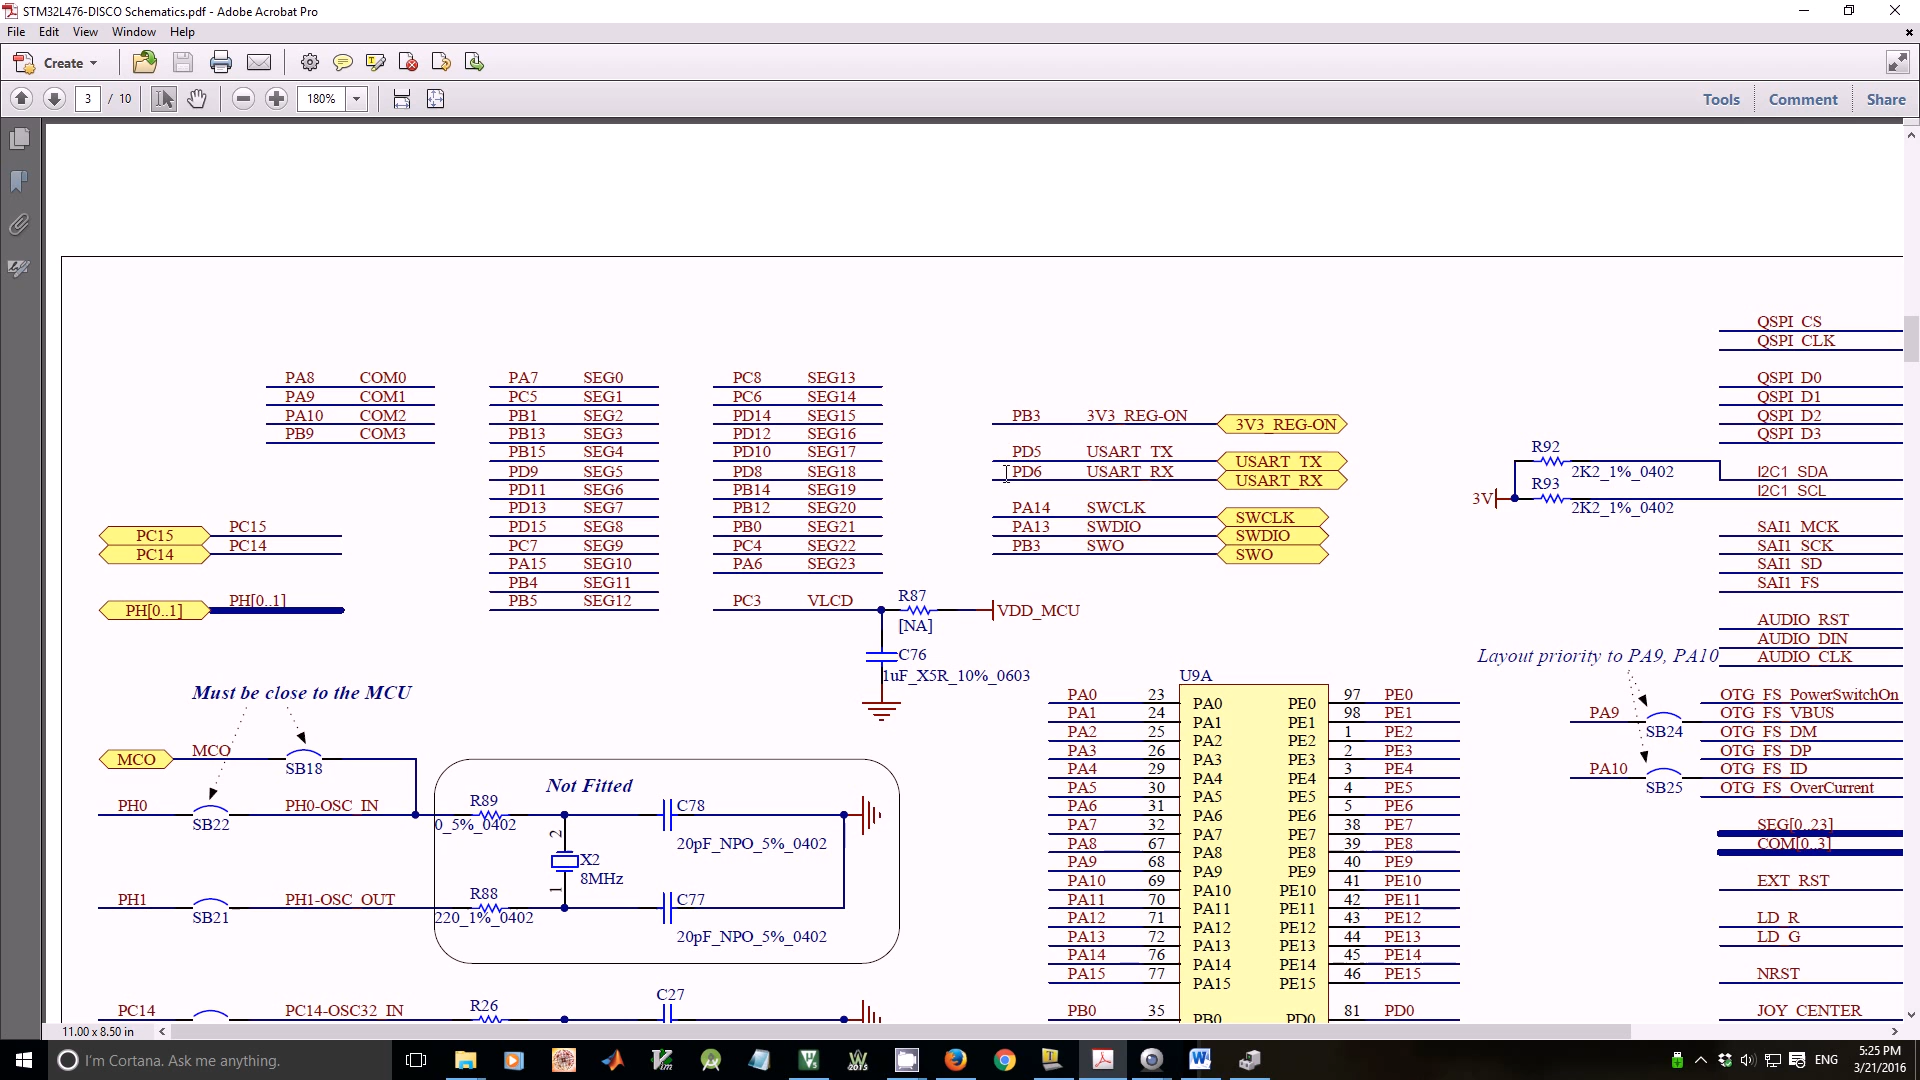 STM32L476-DISCO Schematics.pdf - Adobe Acrobat Pro
File Edit View Window Help
Create
3 / 10 180% Tools Comment Share
QSPI_CS
QSPI_CLK
PA8 COM0 PA7 SEG0 PC8 SEG13 QSPI_D0
PA9 COM1 PC5 SEG1 PC6 SEG14 QSPI_D1
PA10 COM2 PB1 SEG2 PD14 SEG15 PB3 3V3_REG-ON 3V3_REG-ON QSPI_D2
PB9 COM3 PB13 SEG3 PD12 SEG16 QSPI_D3
PB15 SEG4 PD10 SEG17 PD5 USART_TX USART_TX R92
PD9 SEG5 PD8 SEG18 PD6 USART_RX USART_RX 2K2_1%_0402 I2C1_SDA
PD11 SEG6 PB14 SEG19 R93 I2C1_SCL
3V
PD13 SEG7 PB12 SEG20 PA14 SWCLK SWCLK 2K2_1%_0402
PC15 PC15 PD15 SEG8 PB0 SEG21 PA13 SWDIO SWDIO SAI1_MCK
PC14 PC14 PC7 SEG9 PC4 SEG22 PB3 SWO SWO SAI1_SCK
PA15 SEG10 PA6 SEG23 SAI1_SD
PB4 SEG11 SAI1_FS
PH[0..1] PH[0..1] PB5 SEG12 PC3 VLCD R87 VDD_MCU
[NA] AUDIO_RST
AUDIO_DIN
C76 Layout priority to PA9, PA10 AUDIO_CLK
1uF_X5R_10%_0603 U9A
Must be close to the MCU
PA0 23 PA0 PE0 97 PE0 OTG_FS_PowerSwitchOn
PA1 24 PA1 PE1 98 PE1 PA9 OTG_FS_VBUS
PA2 25 PA2 PE2 1 PE2 SB24 OTG_FS_DM
MCO MCO PA3 26 PA3 PE3 2 PE3 OTG_FS_DP
SB18 PA4 29 PA4 PE4 3 PE4 PA10 OTG_FS_ID
Not Fitted PA5 30 PA5 PE5 4 PE5 SB25 OTG_FS_OverCurrent
PH0 PH0-OSC_IN R89 C78 PA6 31 PA6 PE6 5 PE6
SB22 0_5%_0402 PA7 32 PA7 PE7 38 PE7 SEG[0..23]
2 20pF_NPO_5%_0402 PA8 67 PA8 PE8 39 PE8 COM[0..3]
X2 PA9 68 PA9 PE9 40 PE9
8MHz PA10 69 PA10 PE10 41 PE10 EXT_RST
1
PH1 PH1-OSC_OUT R88 C77 PA11 70 PA11 PE11 42 PE11
SB21 220_1%_0402 PA12 71 PA12 PE12 43 PE12 LD_R
20pF_NPO_5%_0402 PA13 72 PA13 PE13 44 PE13 LD_G
PA14 76 PA14 PE14 45 PE14
PA15 77 PA15 PE15 46 PE15 NRST
C27
PC14 PC14-OSC32_IN R26 PB0 35 PB0 PD0 81 PD0 JOY_CENTER
11.00 x 8.50 in
I'm Cortana. Ask me anything. ENG 5:25 PM
3/21/2016